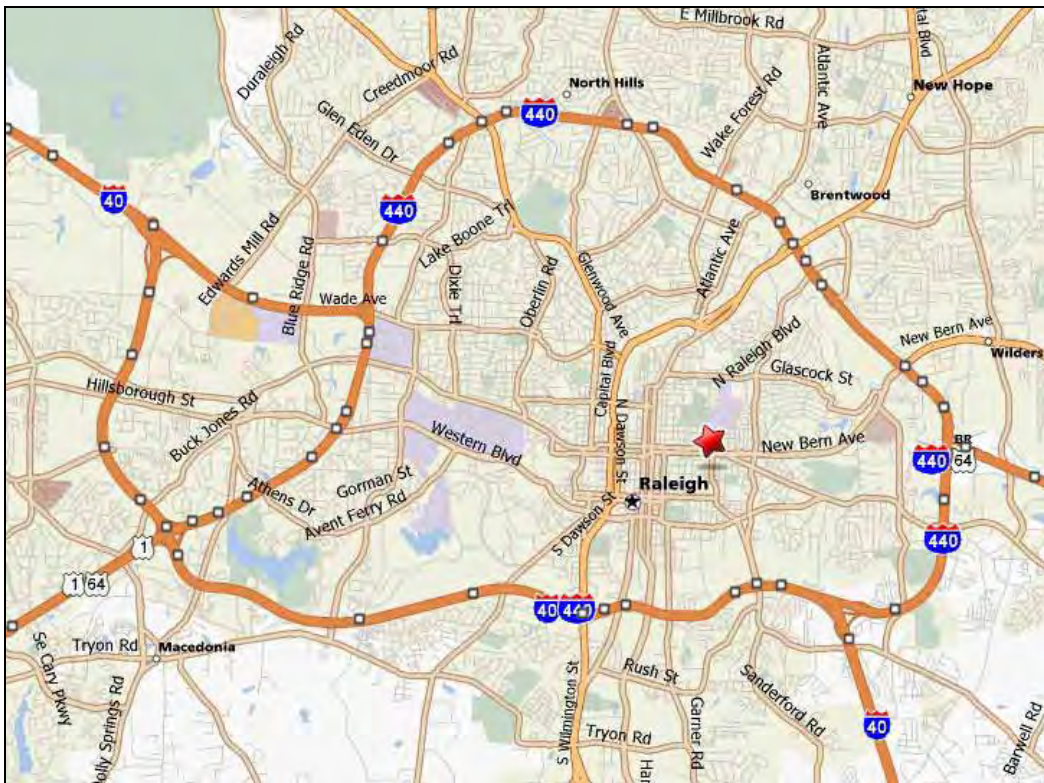 E Millbrook Rd
Capital Blvd
Duraleigh Rd
Creedmoor Rd
North Hills
Atlantic Ave
New Hope
440
Glen Eden Dr
Wake Forest Rd
Brentwood
40
440
Edwards Mill Rd
Lake Boone Trl
Blue Ridge Rd
Dixie Trl
Oberlin Rd
Glenwood Ave
Atlantic Ave
Wade Ave
New Bern Ave
Wilders
N Raleigh Blvd
Capital Blvd
Glascock St
Hillsborough St
Buck Jones Rd
N Dawson St
Western Blvd
New Bern Ave
BR
64
440
Gorman St
Athens Dr
Raleigh
Avent Ferry Rd
S Dawson St
1
440
1 64
40 440
Tryon Rd
Macedonia
Se Cary Pkwy
olly Springs Rd
S Wilmington St
Rush St
Garner Rd
Sanderford Rd
40
Barwell Rd
Tryon Rd
Har